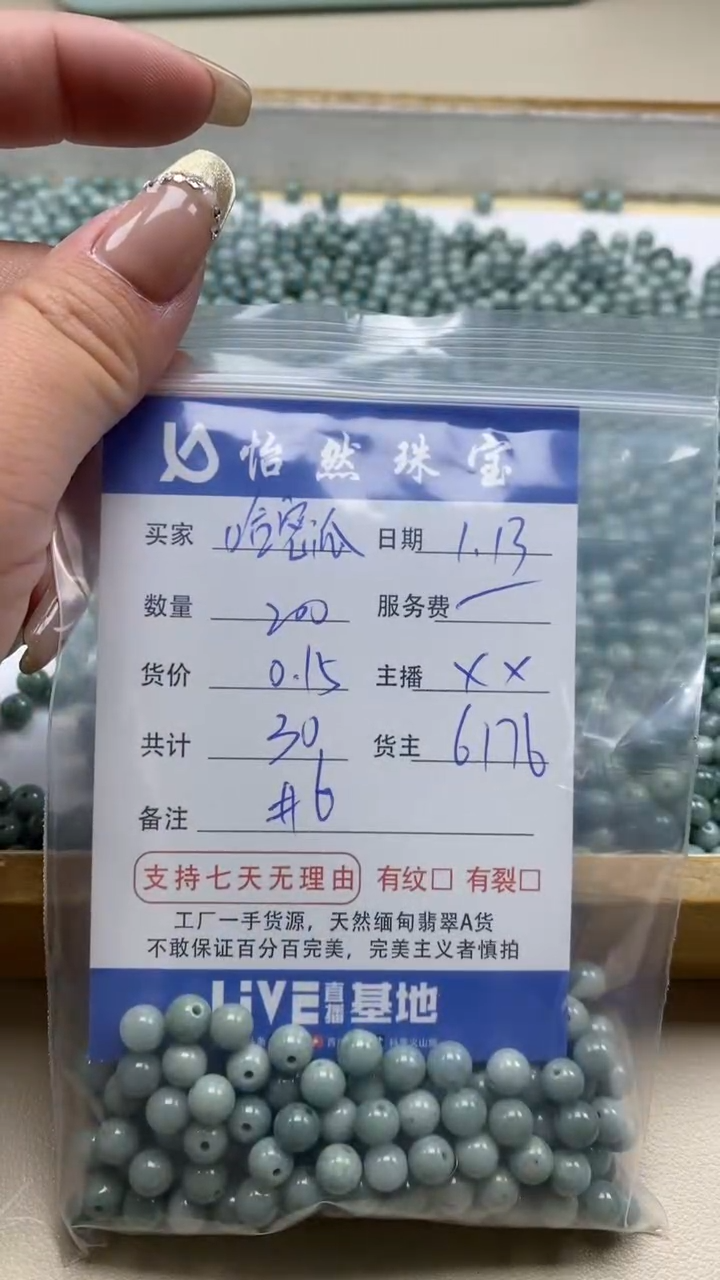 怡然珠宝
买家 哈密瓜 日期 1.13
数量 200 服务费
货价 0.15 主播 XX
共计 30 货主 6176
备注 #6
支持七天无理由 有纹□ 有裂□
工厂一手货源，天然缅甸翡翠A货
不敢保证百分百完美，完美主义者慎拍
LiVE直播基地